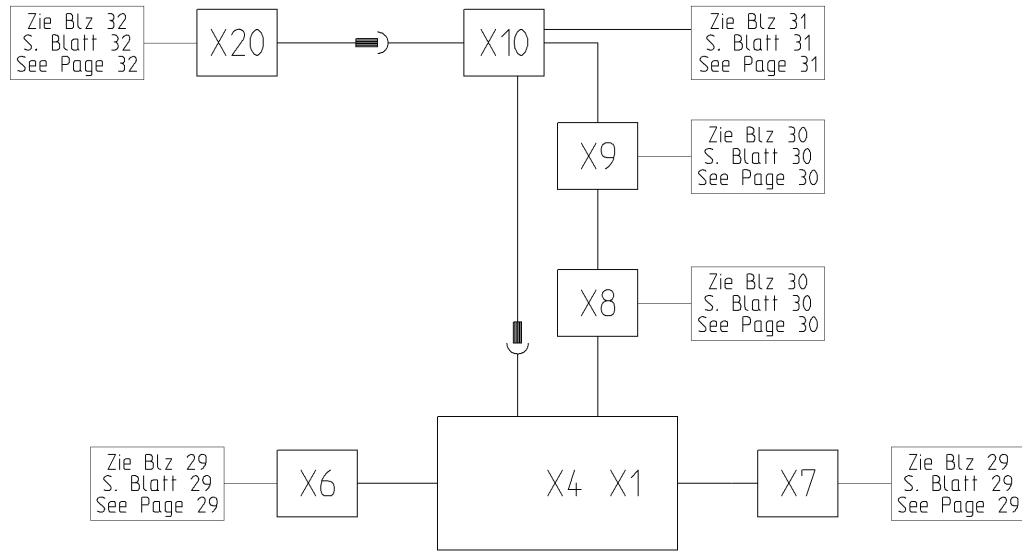 Zie Blz 32
S. Blatt 32
See Page 32
X20
X10
Zie Blz 31
S. Blatt 31
See Page 31
X9
Zie Blz 30
S. Blatt 30
See Page 30
X8
Zie Blz 30
S. Blatt 30
See Page 30
Zie Blz 29
S. Blatt 29
See Page 29
X6
X4 X1
X7
Zie Blz 29
S. Blatt 29
See Page 29